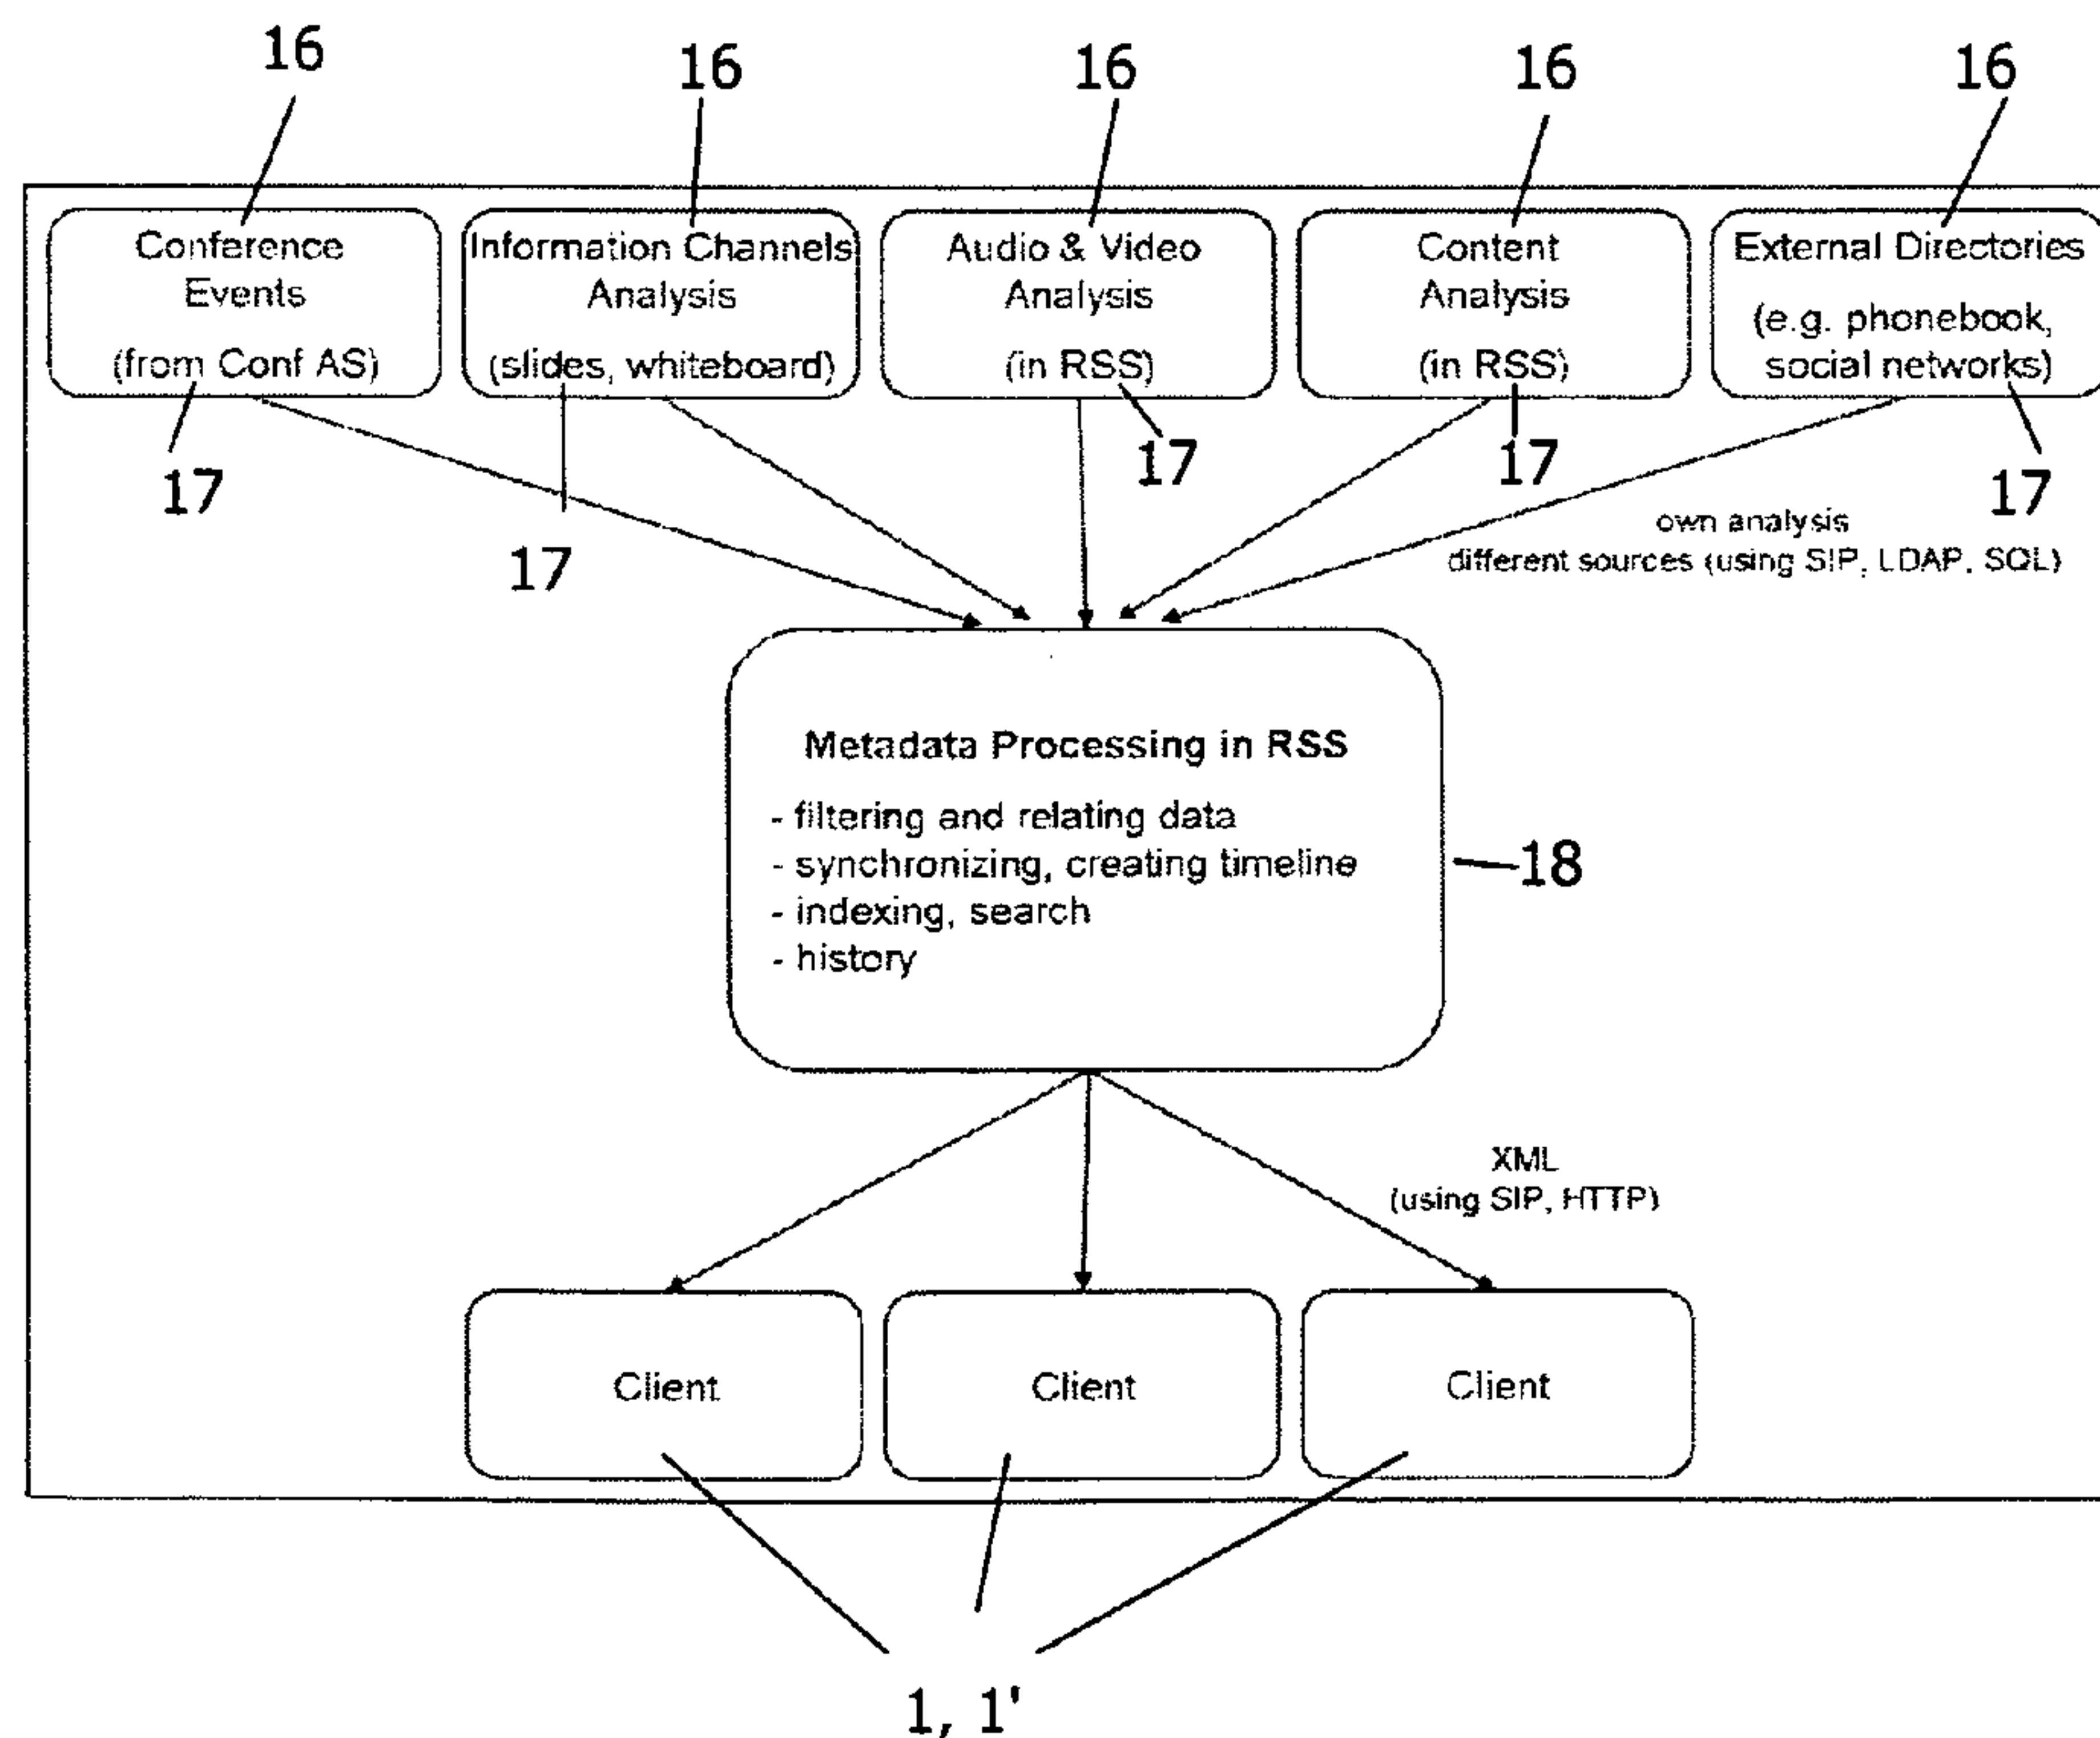 16
16
16
16
16
Conference
Events
(from Conf AS)
Information Channels
Analysis
(slides, whiteboard)
Audio & Video
Analysis
(in RSS)
Content
Analysis
(in RSS)
External Directories
(e.g. phonebook,
social networks)
17
17
17
17
17
own analysis
different sources (using SIP, LDAP, SQL)
Metadata Processing in RSS
- filtering and relating data
- synchronizing, creating timeline
- indexing, search
- history
18
XML
(using SIP, HTTP)
Client
Client
Client
1, 1'